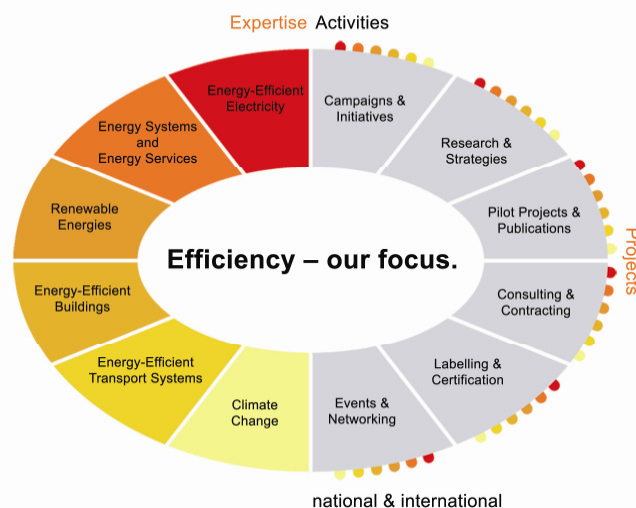 Expertise Activities
Energy-Efficient
Electricity
Campaigns &
Initiatives
Energy Systems
and
Energy Services
Research &
Strategies
Renewable
Energies
Pilot Projects &
Publications
Projects
Efficiency – our focus.
Energy-Efficient
Buildings
Consulting &
Contracting
Energy-Efficient
Transport Systems
Labelling &
Certification
Climate
Change
Events &
Networking
national & international